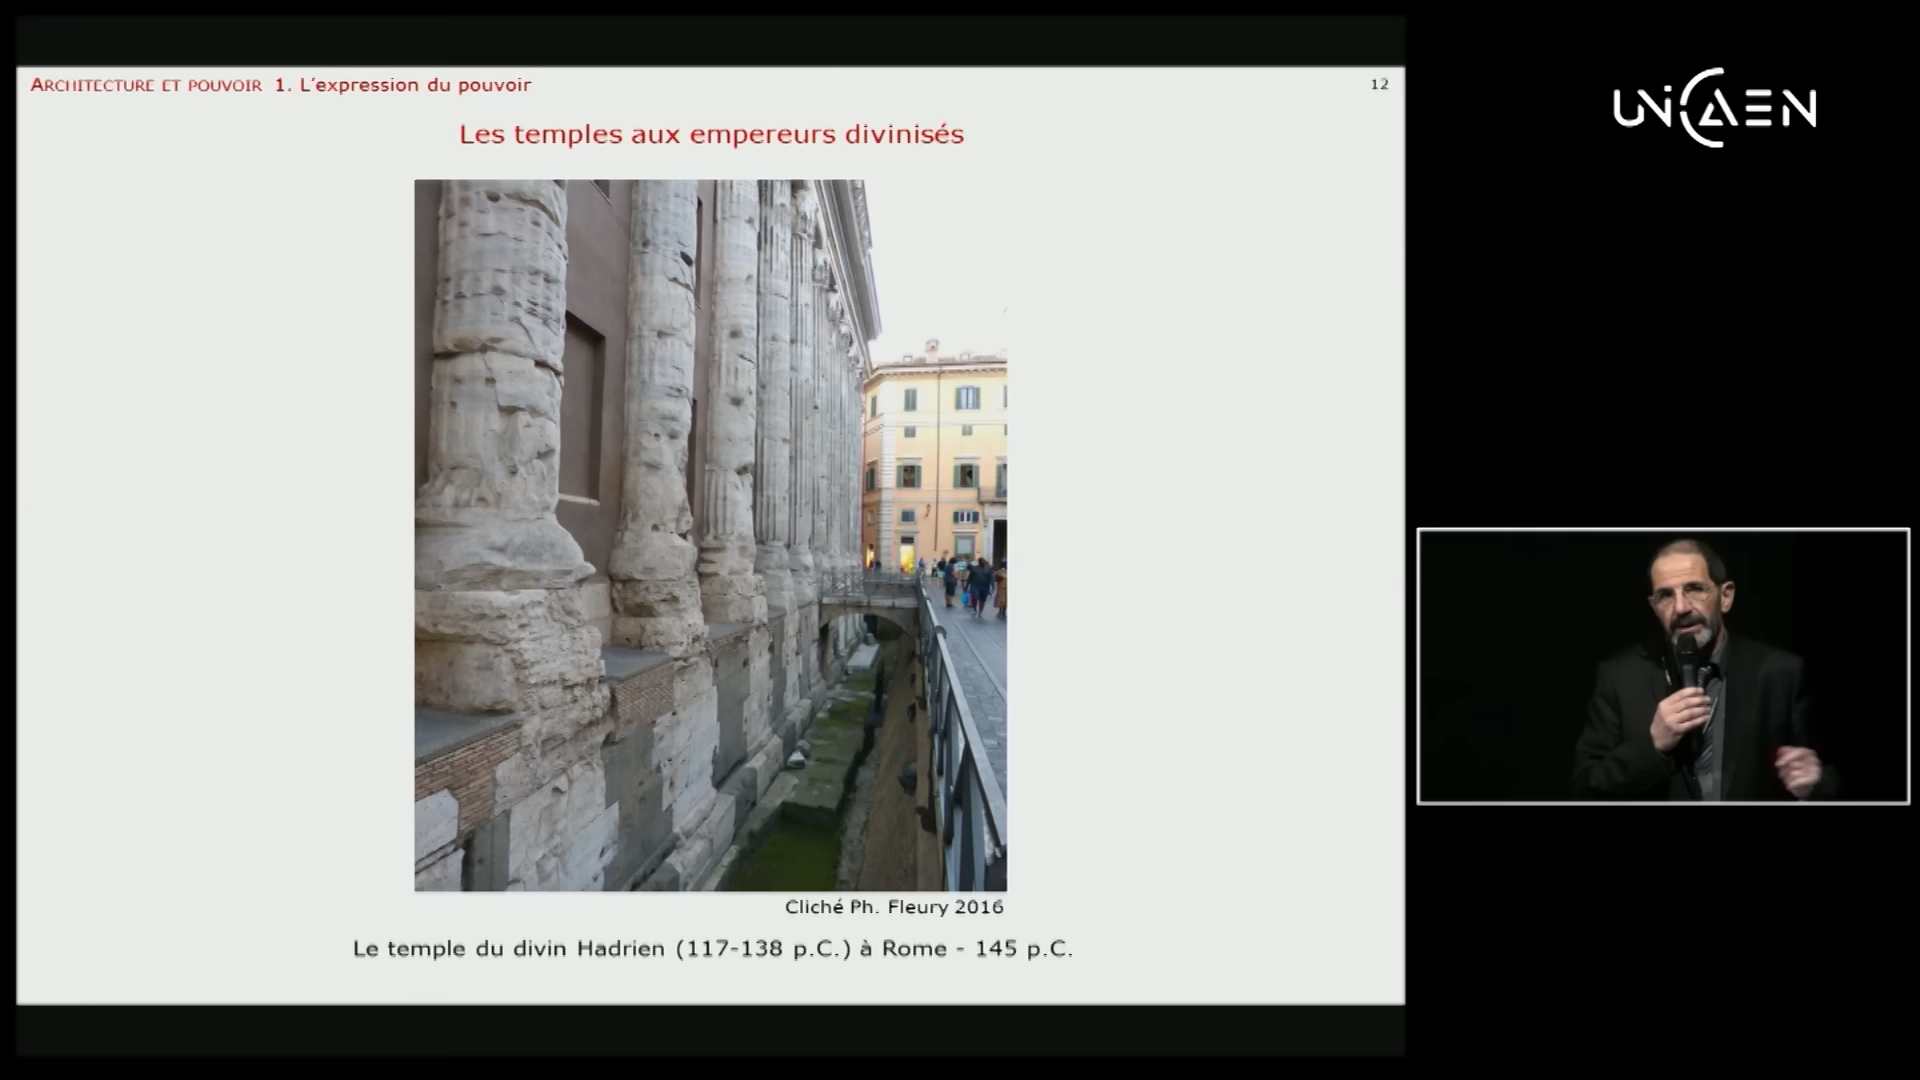 ARCHITECTURE ET POUVOIR 1. L'expression du pouvoir
12
Les temples aux empereurs divinisés
Cliché Ph. Fleury 2016
Le temple du divin Hadrien (117-138 p.C.) à Rome - 145 p.C.
UNICAEN